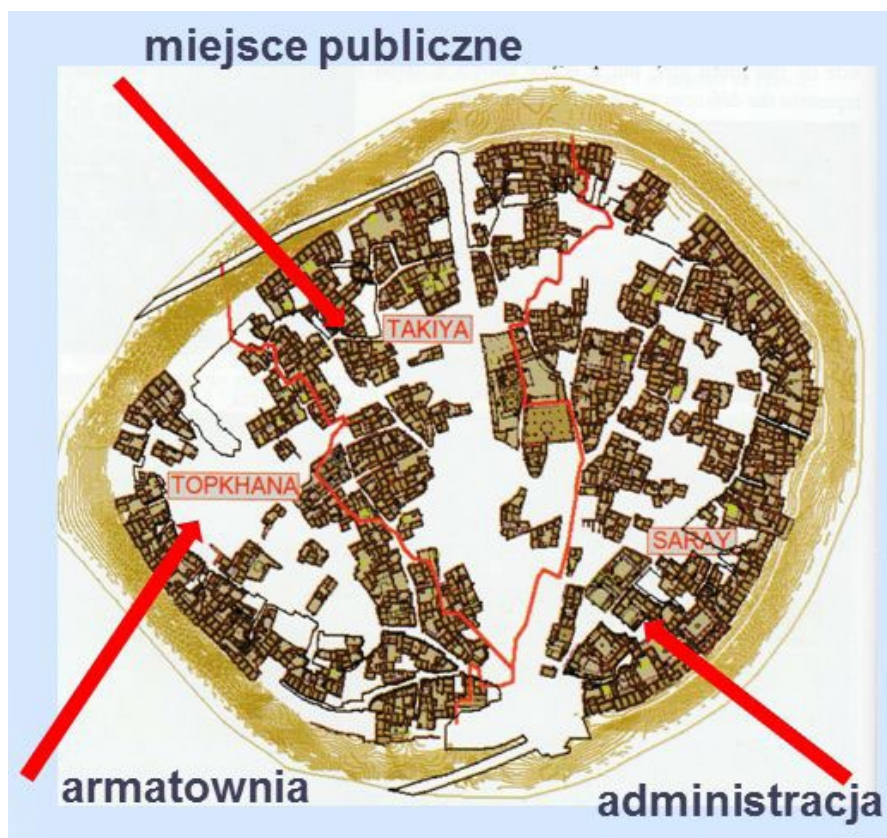 miejsce publiczne
TAKIYA
TOPKHANA
SARAY
armatownia
administracja